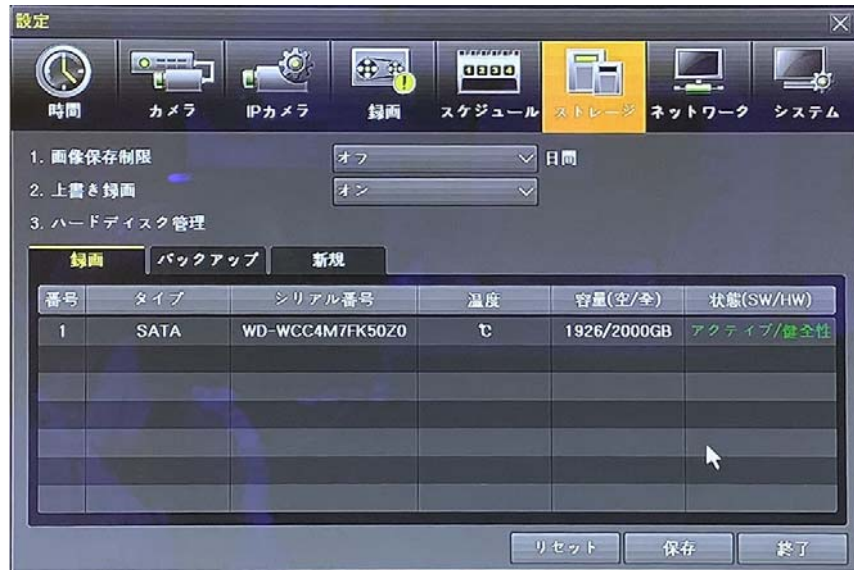 設定
時間 カメラ IPカメラ 録画 スケジュール ストレージ ネットワーク システム
1. 画像保存制限 オフ 日間
2. 上書き録画 オン
3. ハードディスク管理
録画 バックアップ 新規
番号 タイプ シリアル番号 温度 容量(空/全) 状態(SW/HW)
1 SATA WD-WCC4M7FK50Z0 ℃ 1926/2000GB アクティブ/健全性
リセット 保存 終了